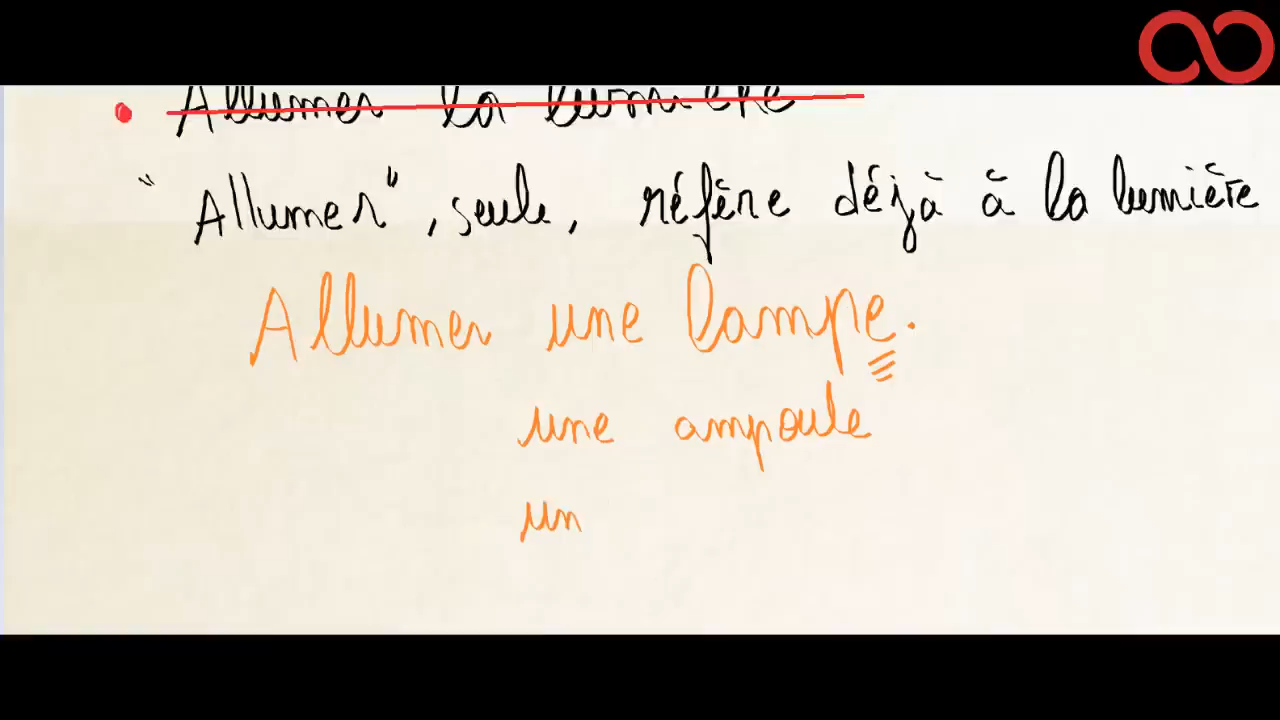 • Allumer la lumière
"Allumer", seule, réfère déjà à la lumière
Allumer une lampe.
une ampoule
un